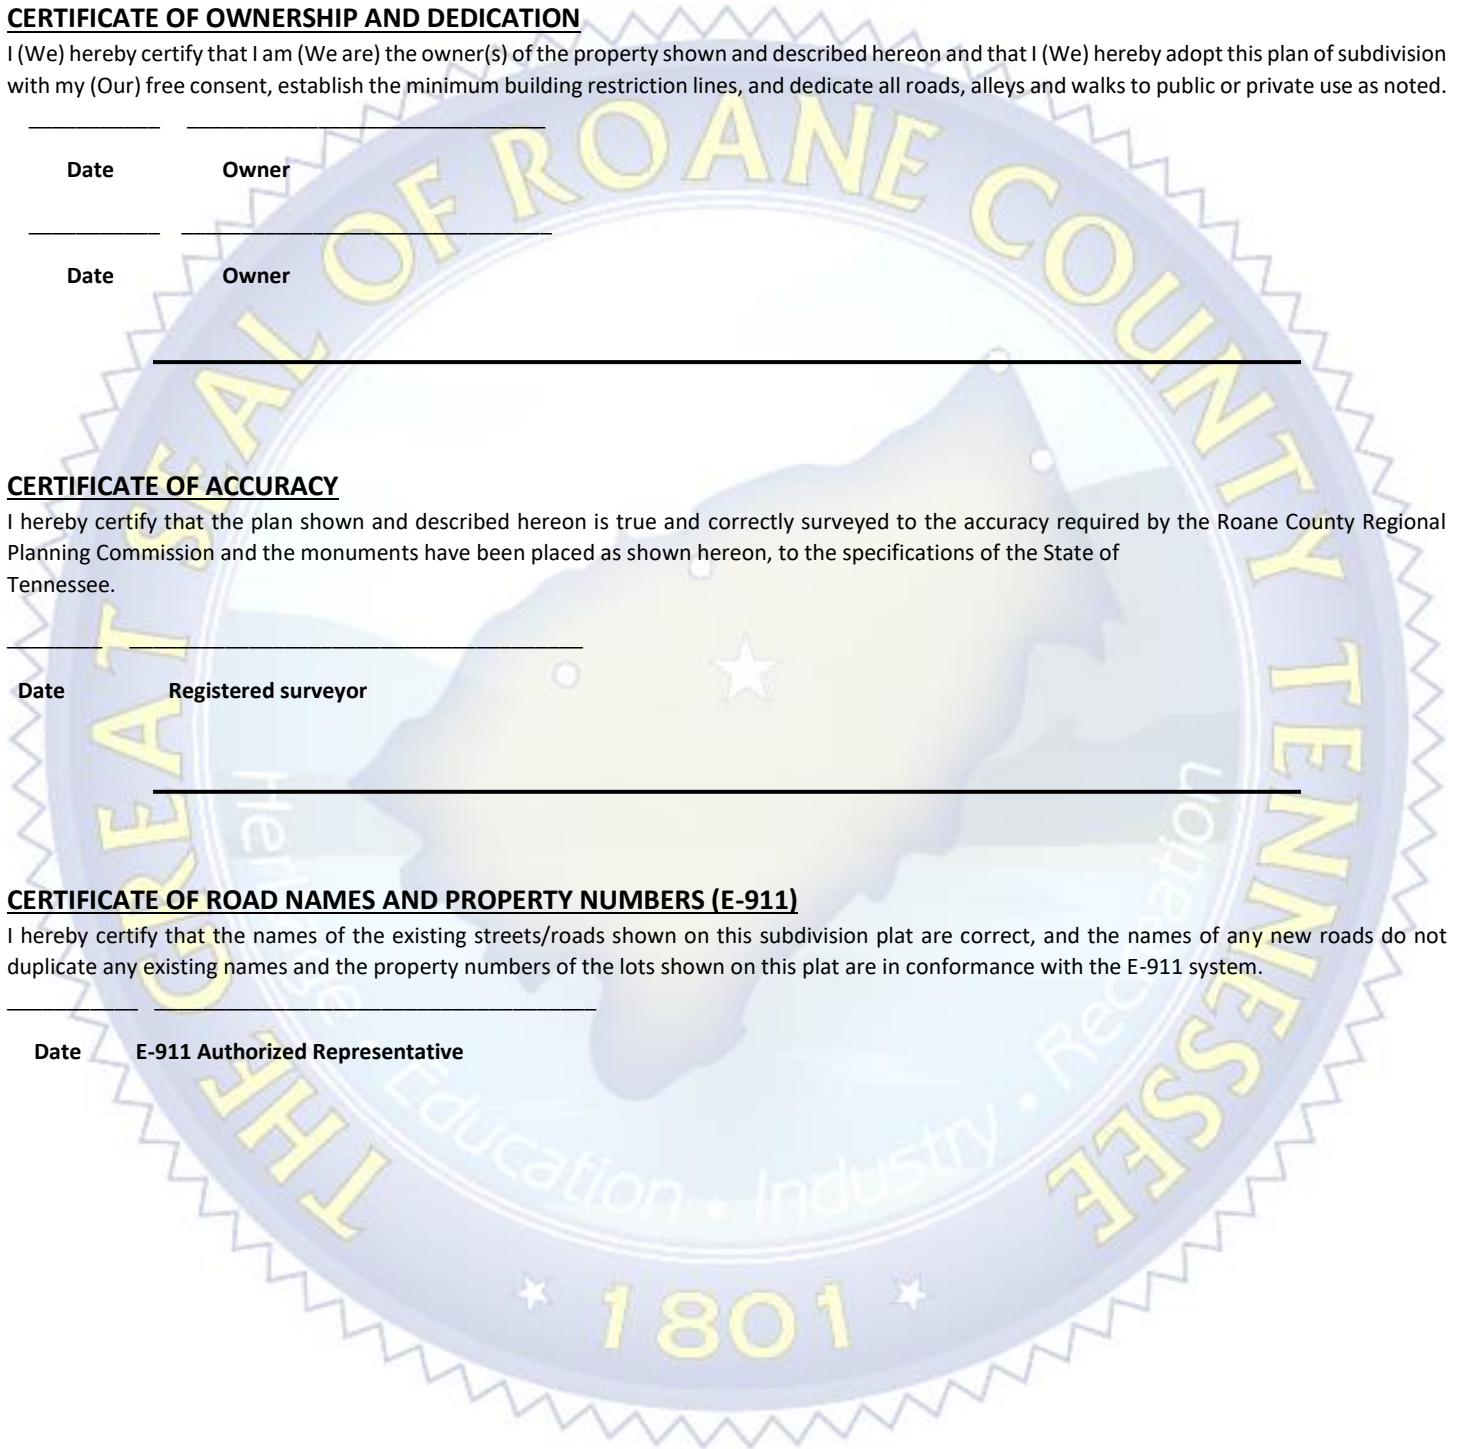 CERTIFICATE OF OWNERSHIP AND DEDICATION
I (We) hereby certify that I am (We are) the owner(s) of the property shown and described hereon and that I (We) hereby adopt this plan of subdivision
with my (Our) free consent, establish the minimum building restriction lines, and dedicate all roads, alleys and walks to public or private use as noted.
Date Owner
Date Owner
CERTIFICATE OF ACCURACY
I hereby certify that the plan shown and described hereon is true and correctly surveyed to the accuracy required by the Roane County Regional
Planning Commission and the monuments have been placed as shown hereon, to the specifications of the State of
Tennessee.
Date Registered surveyor
CERTIFICATE OF ROAD NAMES AND PROPERTY NUMBERS (E-911)
I hereby certify that the names of the existing streets/roads shown on this subdivision plat are correct, and the names of any new roads do not
duplicate any existing names and the property numbers of the lots shown on this plat are in conformance with the E-911 system.
Date E-911 Authorized Representative
THE GREAT SEAL OF ROANE COUNTY TENNESSEE
Heritage • Education • Industry • Recreation
1801